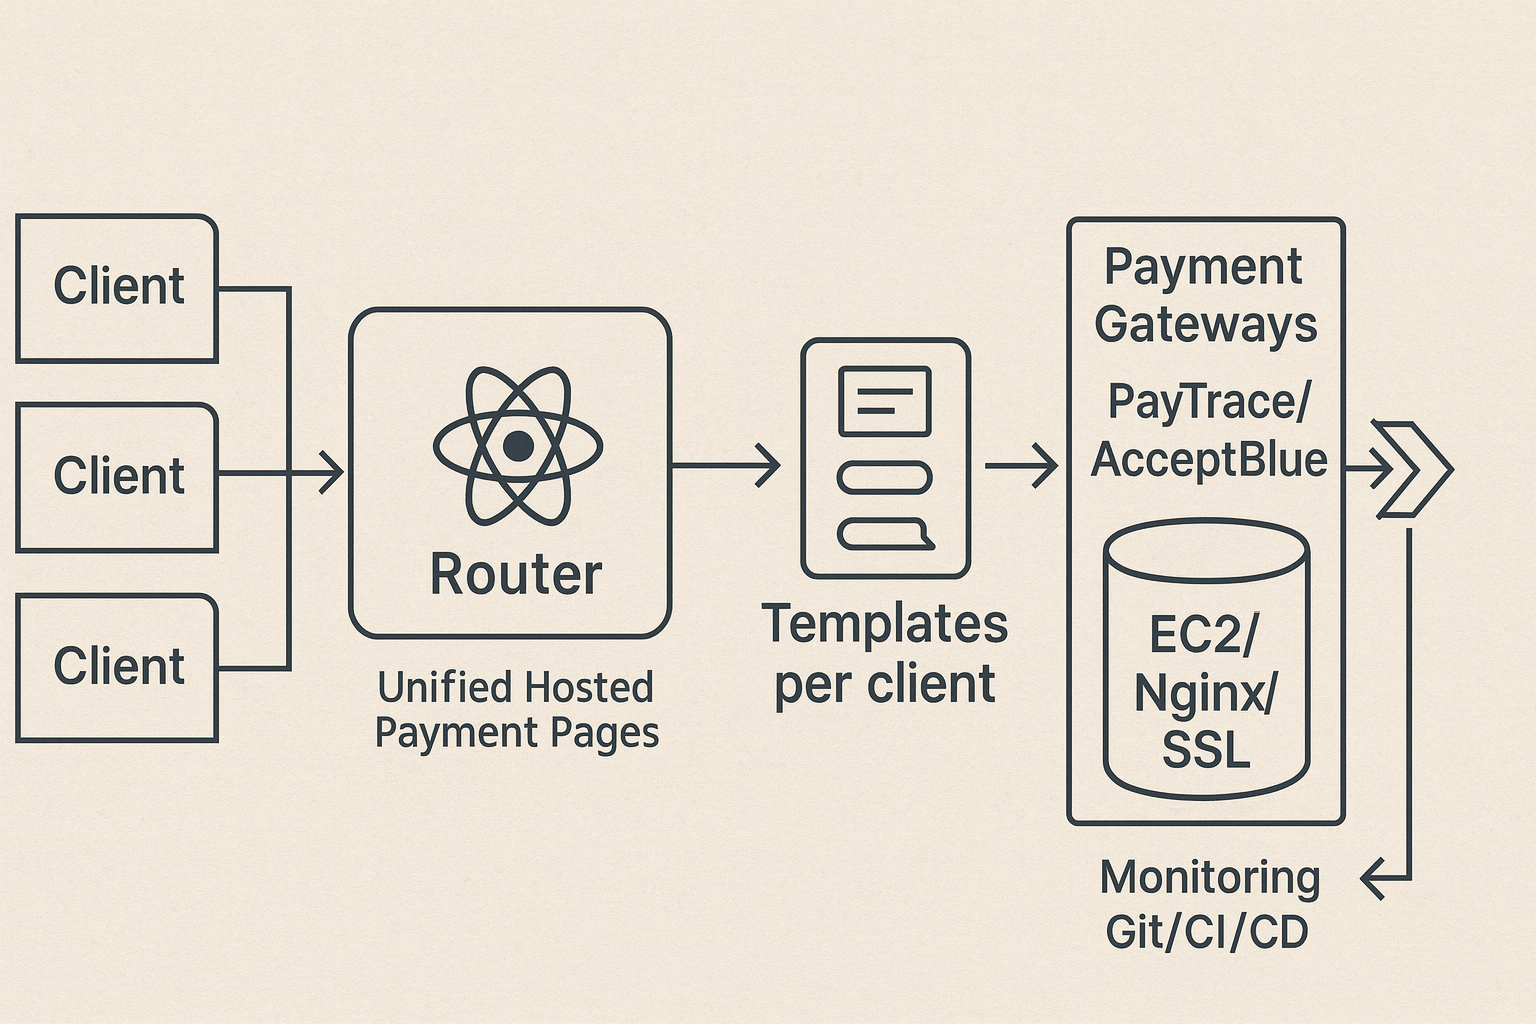 Client
Client
Client
Router
Unified Hosted
Payment Pages
Templates
per client
Payment
Gateways
PayTrace/
AcceptBlue
EC2/
Nginx/
SSL
Monitoring
Git/CI/CD